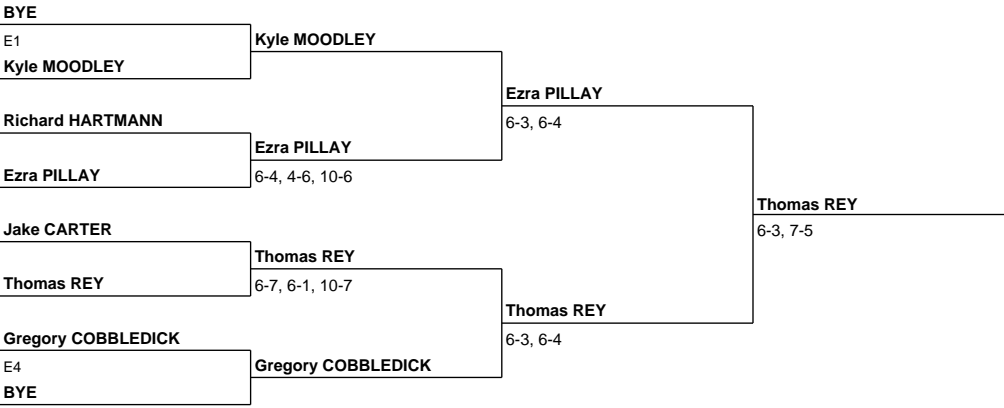 BYE
E1
Kyle MOODLEY
Kyle MOODLEY
Richard HARTMANN
Ezra PILLAY
Ezra PILLAY
6-4, 4-6, 10-6
Ezra PILLAY
6-3, 6-4
Jake CARTER
Thomas REY
Thomas REY
6-7, 6-1, 10-7
Gregory COBBLEDICK
E4
BYE
Gregory COBBLEDICK
Thomas REY
6-3, 6-4
Thomas REY
6-3, 7-5